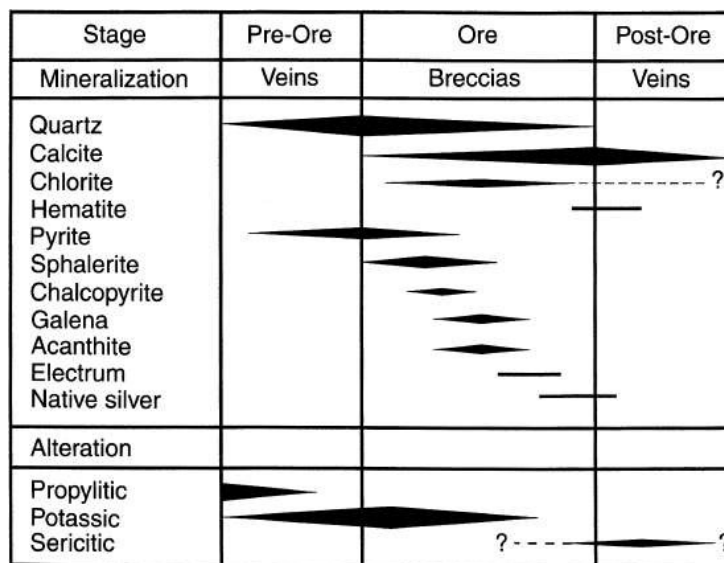 Stage Pre-Ore Ore Post-Ore
Mineralization Veins Breccias Veins
Quartz
Calcite
Chlorite ?
Hematite
Pyrite
Sphalerite
Chalcopyrite
Galena
Acanthite
Electrum
Native silver
Alteration
Propylitic
Potassic
Sericitic ? ?